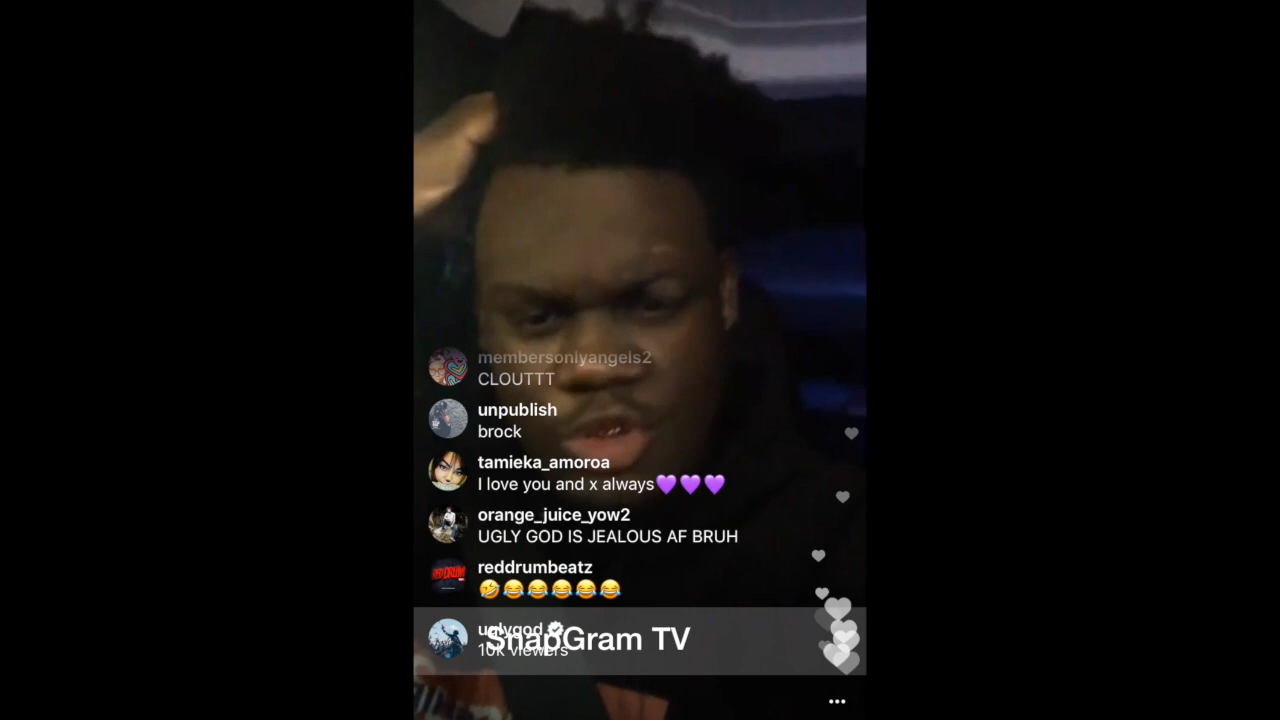 membersonlyangels2
CLOUTTT
unpublish
brock
tamieka_amoroa
I love you and x always💜💜💜
orange_juice_yow2
UGLY GOD IS JEALOUS AF BRUH
reddrumbeatz
🤣😂😂😂😂😂
uglygod
10k viewers
SnapGram TV